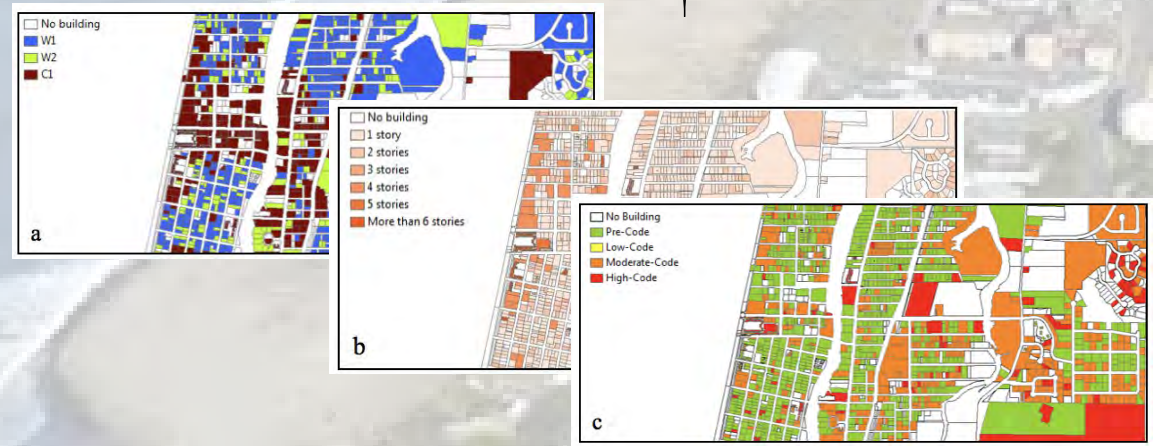 No building
W1
W2
C1
a
No building
1 story
2 stories
3 stories
4 stories
5 stories
More than 6 stories
b
No Building
Pre-Code
Low-Code
Moderate-Code
High-Code
c